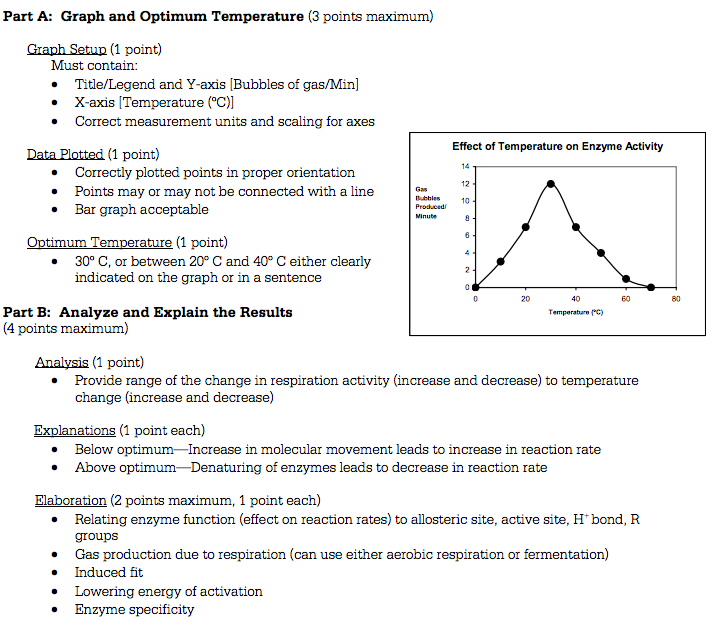 Part A:  Graph and Optimum Temperature (3 points maximum)
Graph Setup (1 point)
Must contain:
• Title/Legend and Y-axis [Bubbles of gas/Min]
• X-axis [Temperature (ºC)]
• Correct measurement units and scaling for axes
Data Plotted (1 point)
• Correctly plotted points in proper orientation
• Points may or may not be connected with a line
• Bar graph acceptable
Optimum Temperature (1 point)
• 30º C, or between 20º C and 40º C either clearly
indicated on the graph or in a sentence
Effect of Temperature on Enzyme Activity
Gas
Bubbles
Produced/
Minute
14
12
10
8
6
4
2
0
0 20 40 60 80
Temperature (ºC)
Part B:  Analyze and Explain the Results
(4 points maximum)
Analysis (1 point)
• Provide range of the change in respiration activity (increase and decrease) to temperature
change (increase and decrease)
Explanations (1 point each)
• Below optimum—Increase in molecular movement leads to increase in reaction rate
• Above optimum—Denaturing of enzymes leads to decrease in reaction rate
Elaboration (2 points maximum, 1 point each)
• Relating enzyme function (effect on reaction rates) to allosteric site, active site, H⁺ bond, R
groups
• Gas production due to respiration (can use either aerobic respiration or fermentation)
• Induced fit
• Lowering energy of activation
• Enzyme specificity